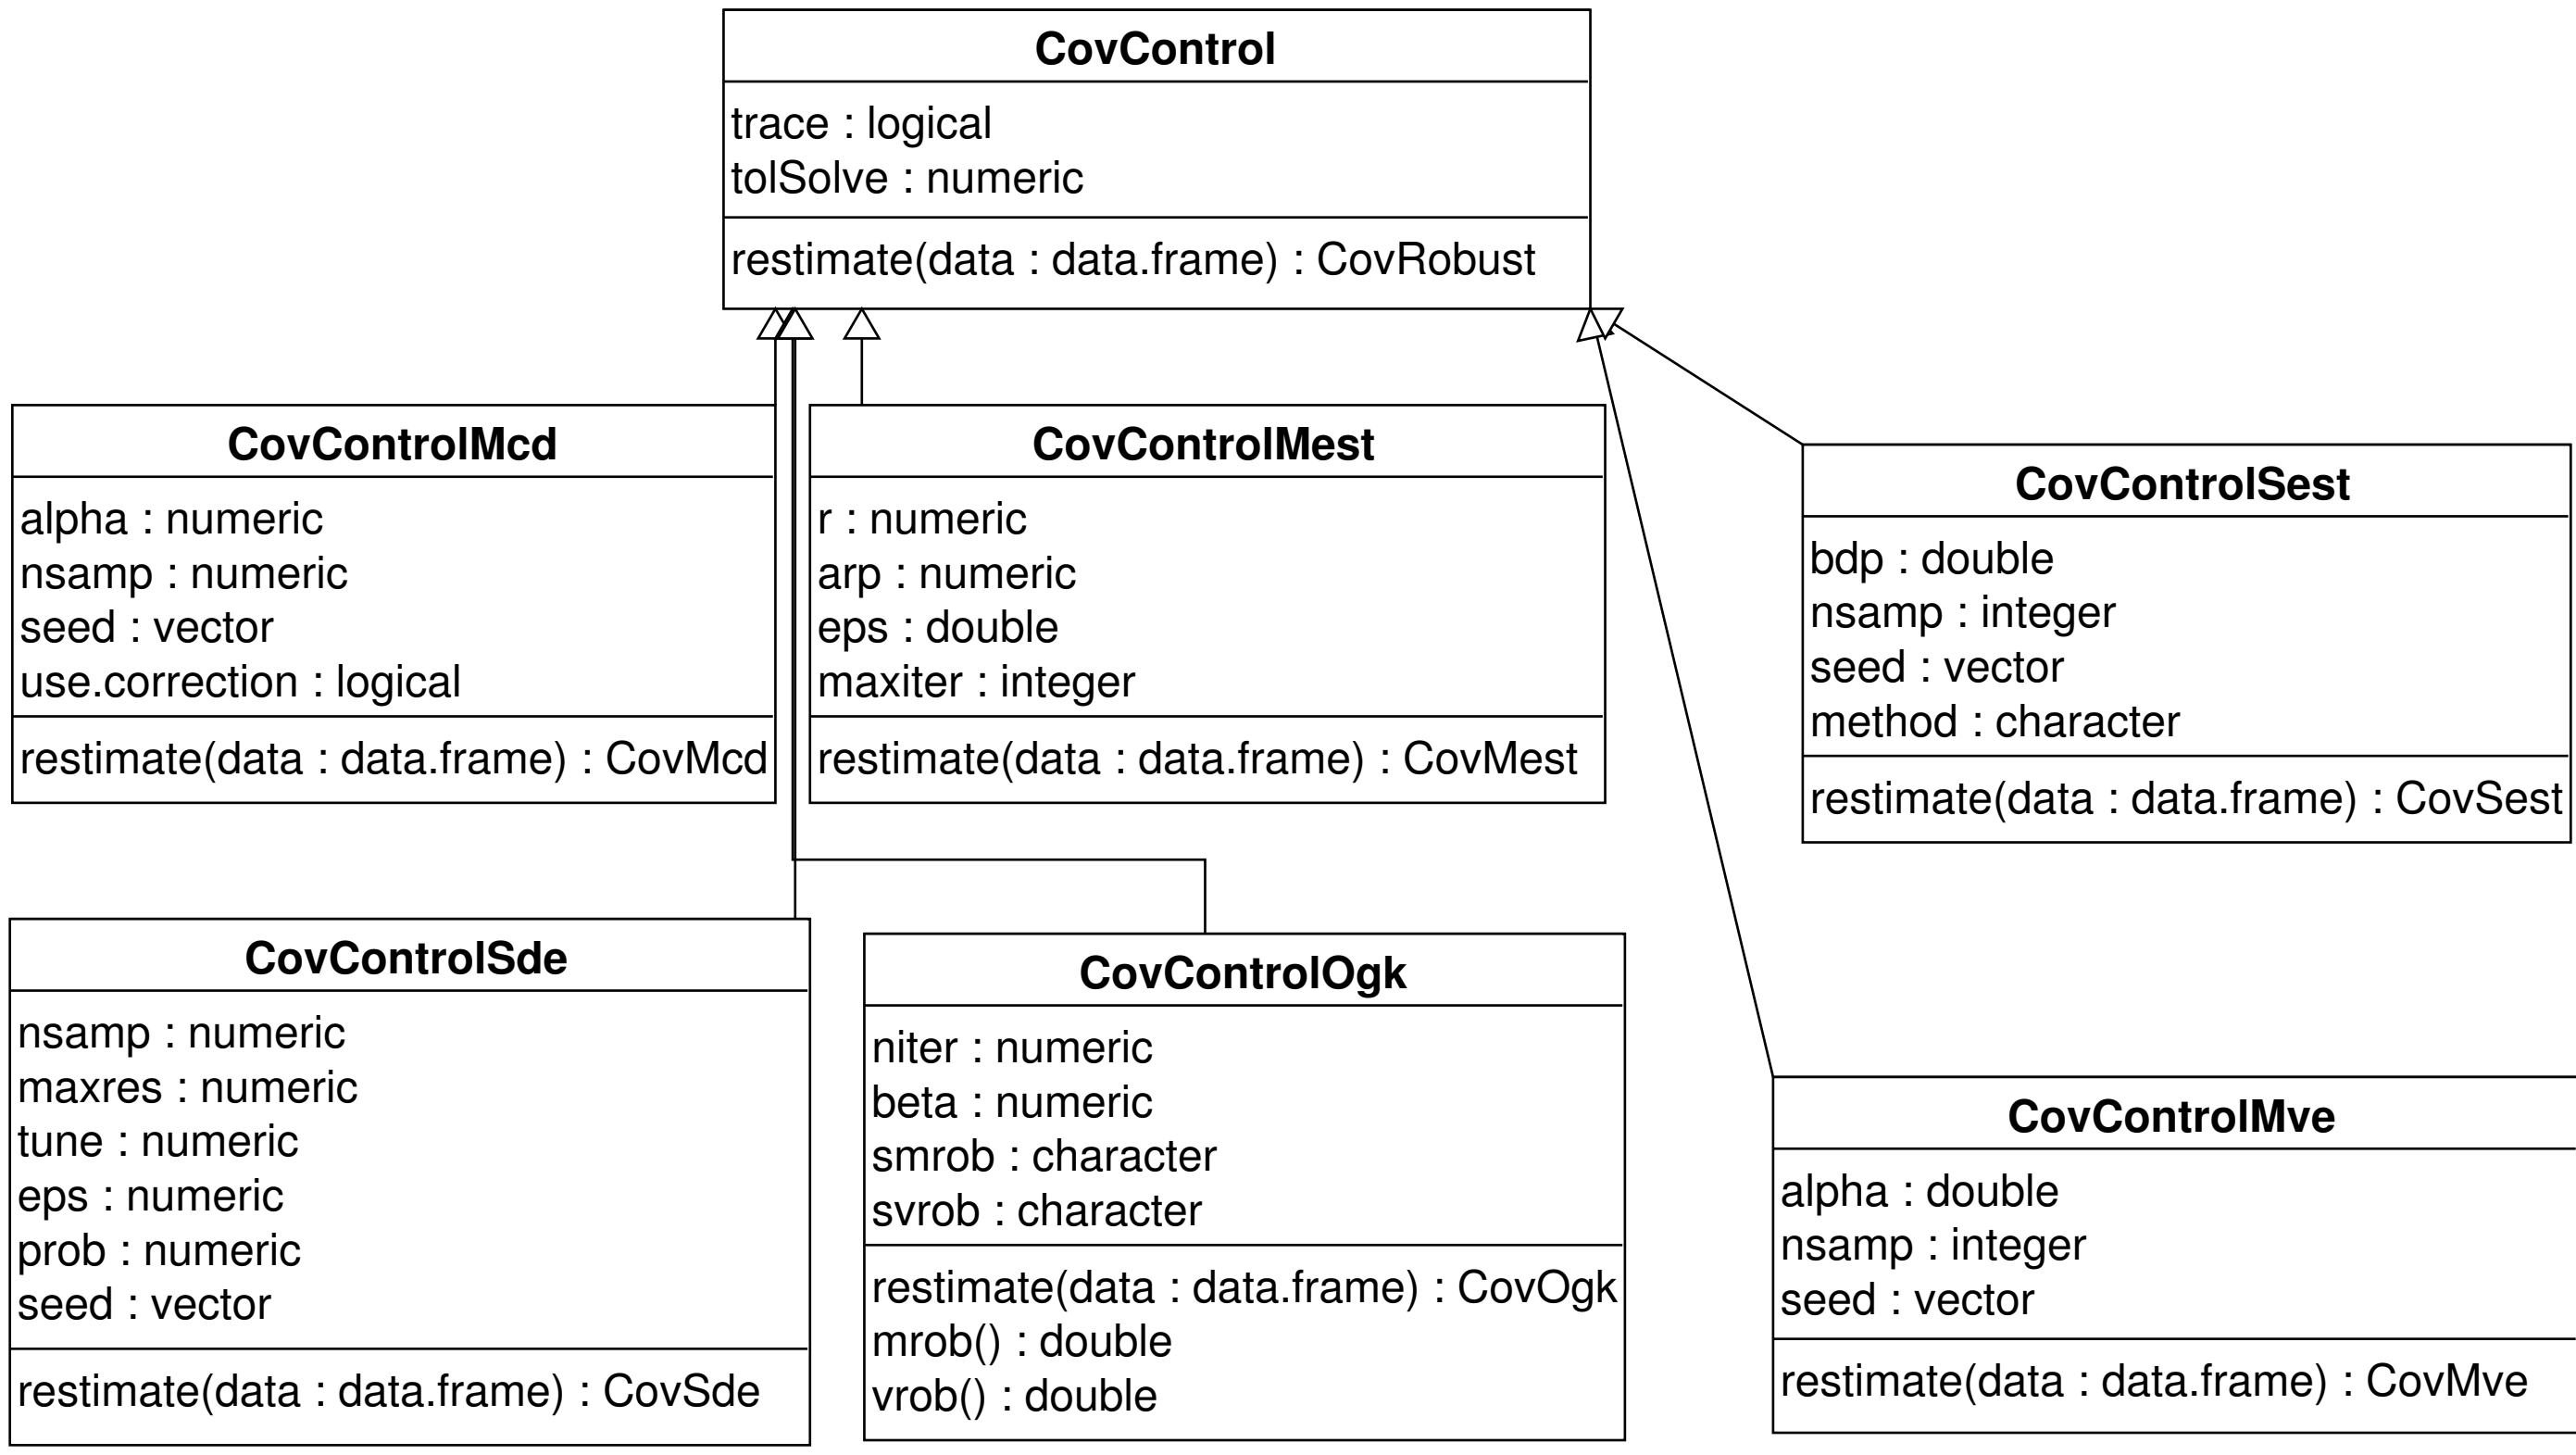 CovControl
trace : logical
tolSolve : numeric
restimate(data : data.frame) : CovRobust
CovControlMcd
alpha : numeric
nsamp : numeric
seed : vector
use.correction : logical
restimate(data : data.frame) : CovMcd
CovControlMest
r : numeric
arp : numeric
eps : double
maxiter : integer
restimate(data : data.frame) : CovMest
CovControlSest
bdp : double
nsamp : integer
seed : vector
method : character
restimate(data : data.frame) : CovSest
CovControlSde
nsamp : numeric
maxres : numeric
tune : numeric
eps : numeric
prob : numeric
seed : vector
restimate(data : data.frame) : CovSde
CovControlOgk
niter : numeric
beta : numeric
smrob : character
svrob : character
restimate(data : data.frame) : CovOgk
mrob() : double
vrob() : double
CovControlMve
alpha : double
nsamp : integer
seed : vector
restimate(data : data.frame) : CovMve